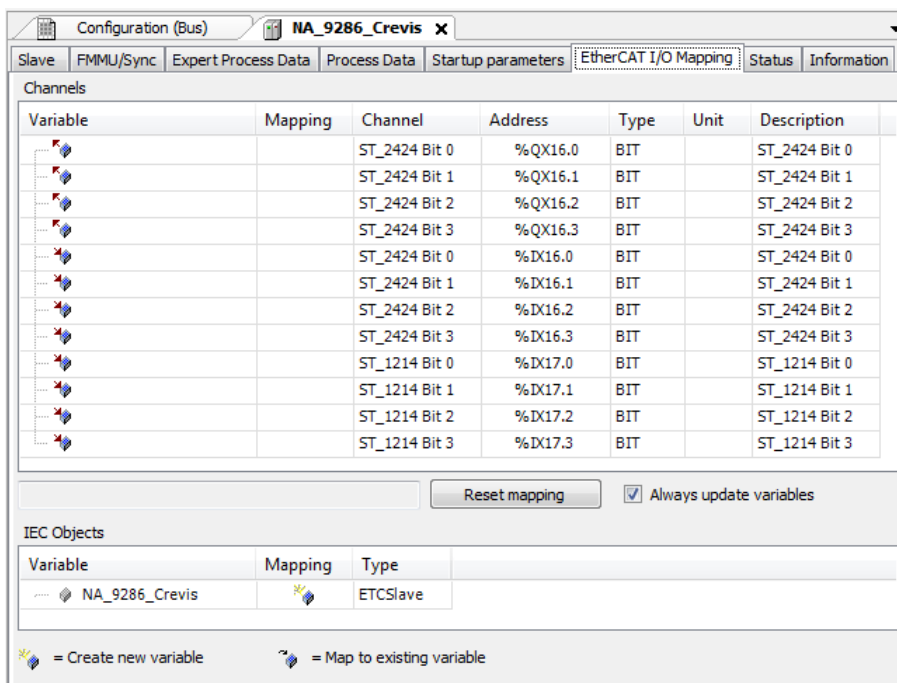 Configuration (Bus) NA_9286_Crevis X
Slave FMMU/Sync Expert Process Data Process Data Startup parameters EtherCAT I/O Mapping Status Information
Channels
Variable Mapping Channel Address Type Unit Description
ST_2424 Bit 0 %QX16.0 BIT ST_2424 Bit 0
ST_2424 Bit 1 %QX16.1 BIT ST_2424 Bit 1
ST_2424 Bit 2 %QX16.2 BIT ST_2424 Bit 2
ST_2424 Bit 3 %QX16.3 BIT ST_2424 Bit 3
ST_2424 Bit 0 %IX16.0 BIT ST_2424 Bit 0
ST_2424 Bit 1 %IX16.1 BIT ST_2424 Bit 1
ST_2424 Bit 2 %IX16.2 BIT ST_2424 Bit 2
ST_2424 Bit 3 %IX16.3 BIT ST_2424 Bit 3
ST_1214 Bit 0 %IX17.0 BIT ST_1214 Bit 0
ST_1214 Bit 1 %IX17.1 BIT ST_1214 Bit 1
ST_1214 Bit 2 %IX17.2 BIT ST_1214 Bit 2
ST_1214 Bit 3 %IX17.3 BIT ST_1214 Bit 3
Reset mapping Always update variables
IEC Objects
Variable Mapping Type
NA_9286_Crevis ETCSlave
= Create new variable = Map to existing variable